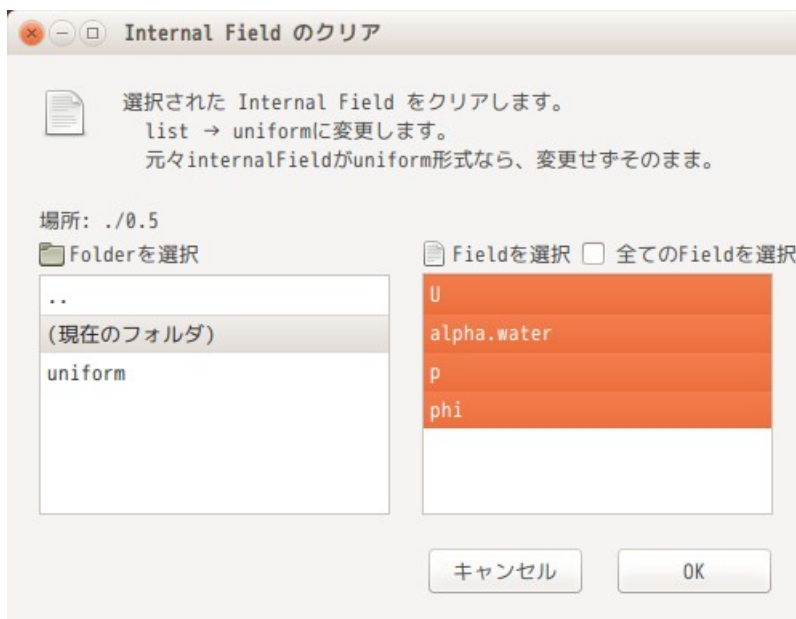 Internal Field のクリア
選択された Internal Field をクリアします。
list → uniformに変更します。
元々internalFieldがuniform形式なら、変更せずそのまま。
場所: ./0.5
Folderを選択
Fieldを選択 全てのFieldを選択
..
(現在のフォルダ)
uniform
U
alpha.water
p
phi
キャンセル
OK